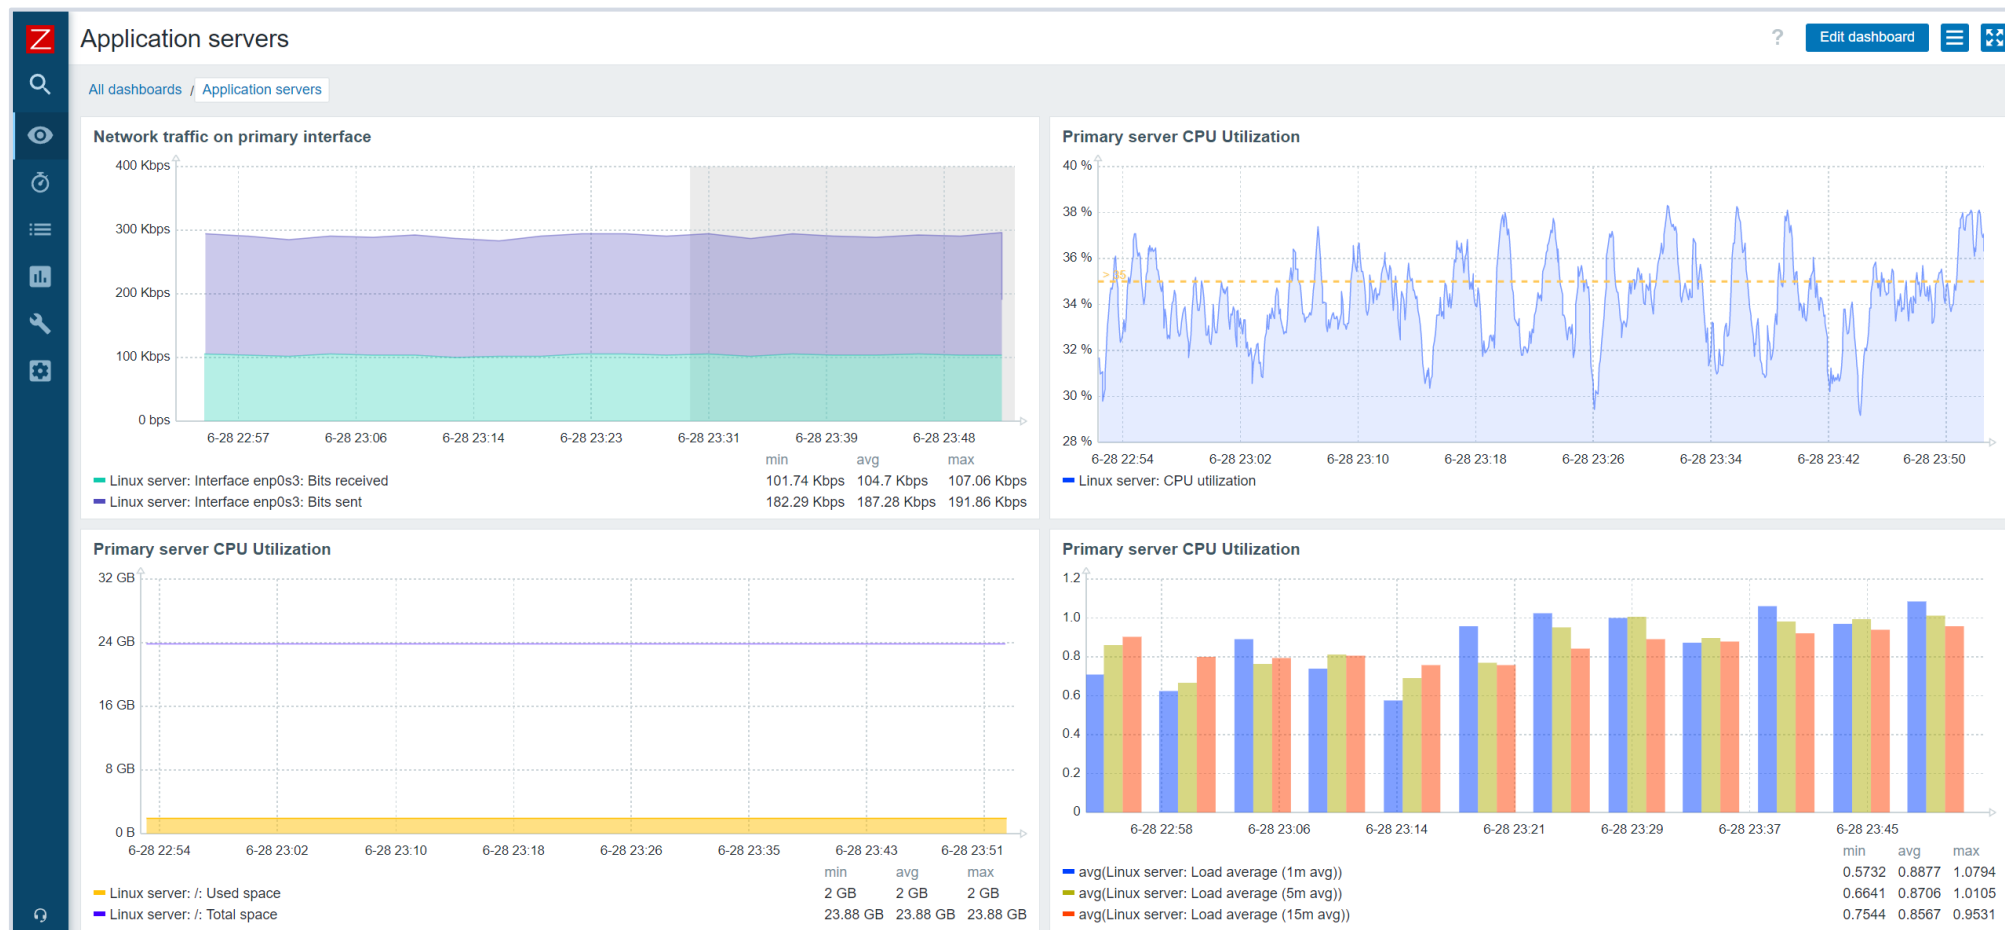 Z
Application servers
? Edit dashboard
All dashboards / Application servers
Network traffic on primary interface
400 Kbps
300 Kbps
200 Kbps
100 Kbps
0 bps
6-28 22:57 6-28 23:06 6-28 23:14 6-28 23:23 6-28 23:31 6-28 23:39 6-28 23:48
min avg max
Linux server: Interface enp0s3: Bits received 101.74 Kbps 104.7 Kbps 107.06 Kbps
Linux server: Interface enp0s3: Bits sent 182.29 Kbps 187.28 Kbps 191.86 Kbps
Primary server CPU Utilization
40 %
38 %
36 %
> 35
34 %
32 %
30 %
28 %
6-28 22:54 6-28 23:02 6-28 23:10 6-28 23:18 6-28 23:26 6-28 23:34 6-28 23:42 6-28 23:50
Linux server: CPU utilization
Primary server CPU Utilization
32 GB
24 GB
16 GB
8 GB
0 B
6-28 22:54 6-28 23:02 6-28 23:10 6-28 23:18 6-28 23:26 6-28 23:35 6-28 23:43 6-28 23:51
min avg max
Linux server: /: Used space 2 GB 2 GB 2 GB
Linux server: /: Total space 23.88 GB 23.88 GB 23.88 GB
Primary server CPU Utilization
1.2
1.0
0.8
0.6
0.4
0.2
0
6-28 22:58 6-28 23:06 6-28 23:14 6-28 23:21 6-28 23:29 6-28 23:37 6-28 23:45
min avg max
avg(Linux server: Load average (1m avg)) 0.5732 0.8877 1.0794
avg(Linux server: Load average (5m avg)) 0.6641 0.8706 1.0105
avg(Linux server: Load average (15m avg)) 0.7544 0.8567 0.9531